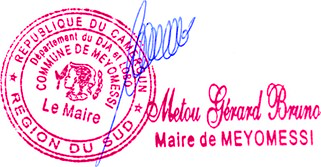 REPUBLIQUE DU CAMEROUN
Département du DJA et LOBO
COMMUNE DE MEYOMESSI
Le Maire
REGION DU SUD
Metou Gérard Bruno
Maire de MEYOMESSI